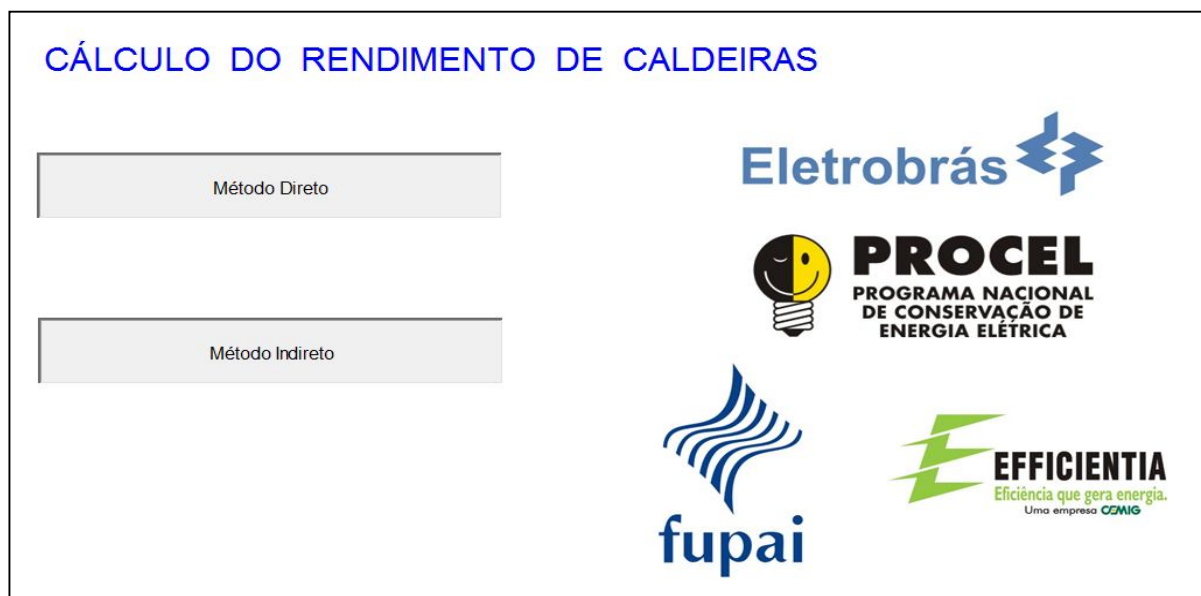 CÁLCULO DO RENDIMENTO DE CALDEIRAS
Método Direto
Método Indireto
Eletrobrás
PROCEL
PROGRAMA NACIONAL
DE CONSERVAÇÃO DE
ENERGIA ELÉTRICA
fupai
EFFICIENTIA
Eficiência que gera energia.
Uma empresa CEMIG